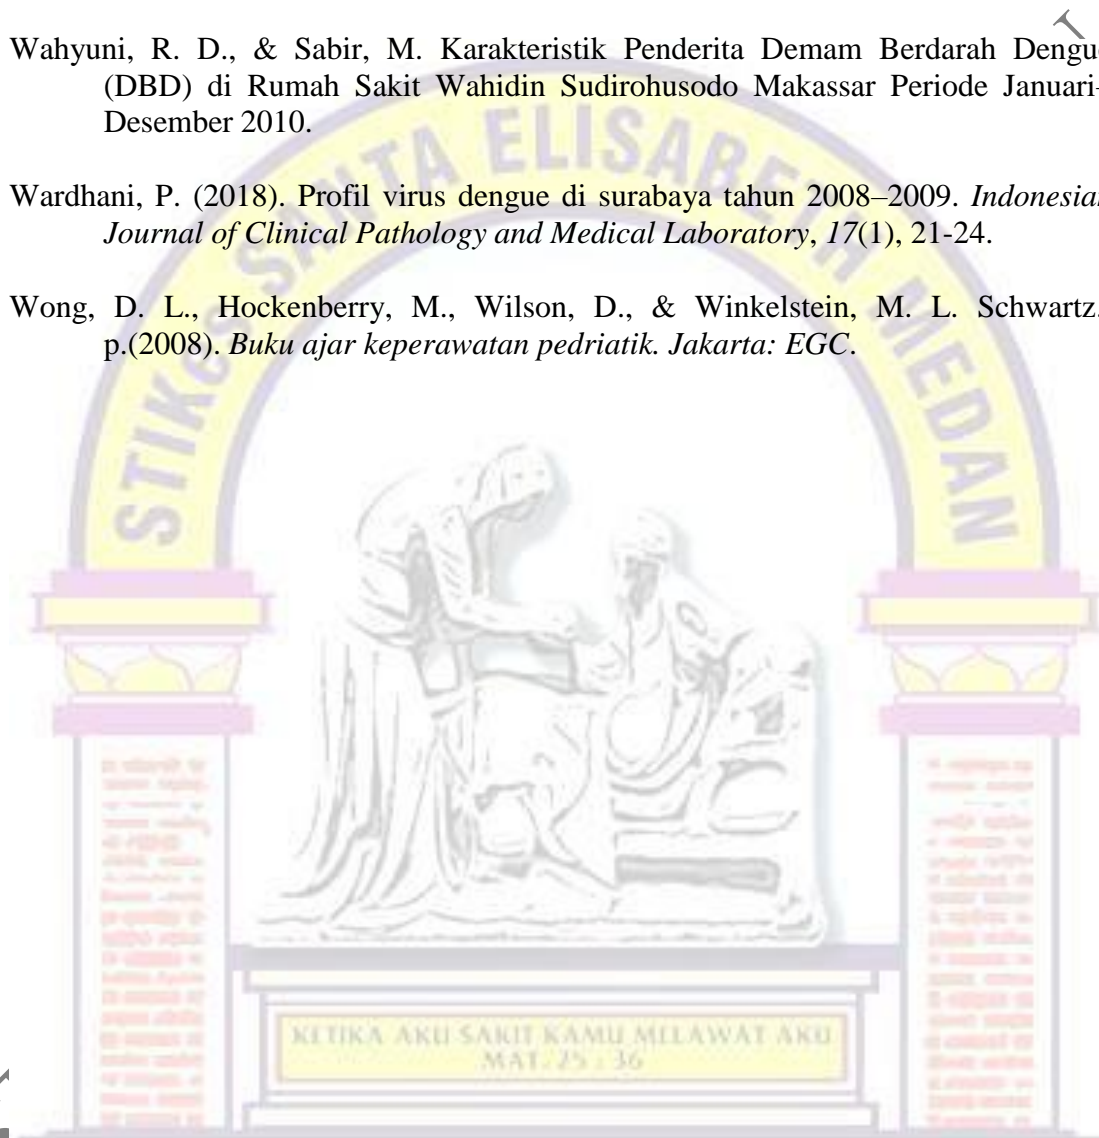 Wahyuni, R. D., & Sabir, M. Karakteristik Penderita Demam Berdarah Dengue
(DBD) di Rumah Sakit Wahidin Sudirohusodo Makassar Periode Januari-
Desember 2010.
Wardhani, P. (2018). Profil virus dengue di surabaya tahun 2008–2009. Indonesian
Journal of Clinical Pathology and Medical Laboratory, 17(1), 21-24.
Wong, D. L., Hockenberry, M., Wilson, D., & Winkelstein, M. L. Schwartz,
p.(2008). Buku ajar keperawatan pedriatik. Jakarta: EGC.
STIKes SANTA ELISABETH MEDAN
KETIKA AKU SAKIT KAMU MELAWAT AKU
MAT. 25 : 36